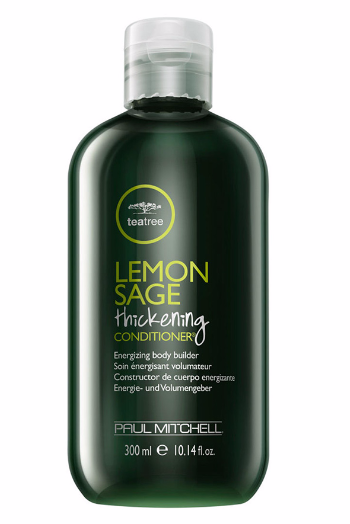 teatree
LEMON
SAGE
thickening
CONDITIONER®
Energizing body builder
Soin énergisant volumateur
Constructor de cuerpo energizante
Energie- und Volumengeber
PAUL MITCHELL
300 ml ℮ 10.14 fl.oz.